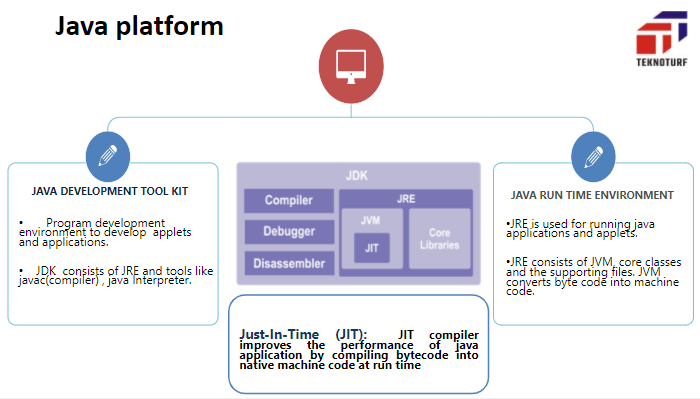 Java platform
TEKNOTURF
JAVA DEVELOPMENT TOOL KIT
• Program development
environment to develop applets
and applications.
• JDK consists of JRE and tools like
javac(compiler) , java Interpreter.
JDK
Compiler
Debugger
Disassembler
JRE
JVM
JIT
Core
Libraries
JAVA RUN TIME ENVIRONMENT
•JRE is used for running java
applications and applets.
•JRE consists of JVM, core classes
and the supporting files. JVM
converts byte code into machine
code.
Just-In-Time (JIT): JIT compiler
improves the performance of java
application by compiling bytecode into
native machine code at run time